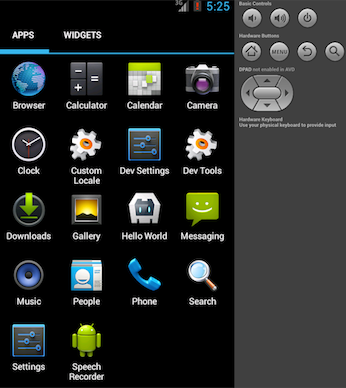 3G 5:25
Basic Controls
Hardware Buttons
MENU
DPAD not enabled in AVD
Hardware Keyboard
Use your physical keyboard to provide input
APPS WIDGETS
Browser Calculator Calendar Camera
Clock Custom Locale Dev Settings Dev Tools
Downloads Gallery Hello World Messaging
Music People Phone Search
Settings Speech Recorder